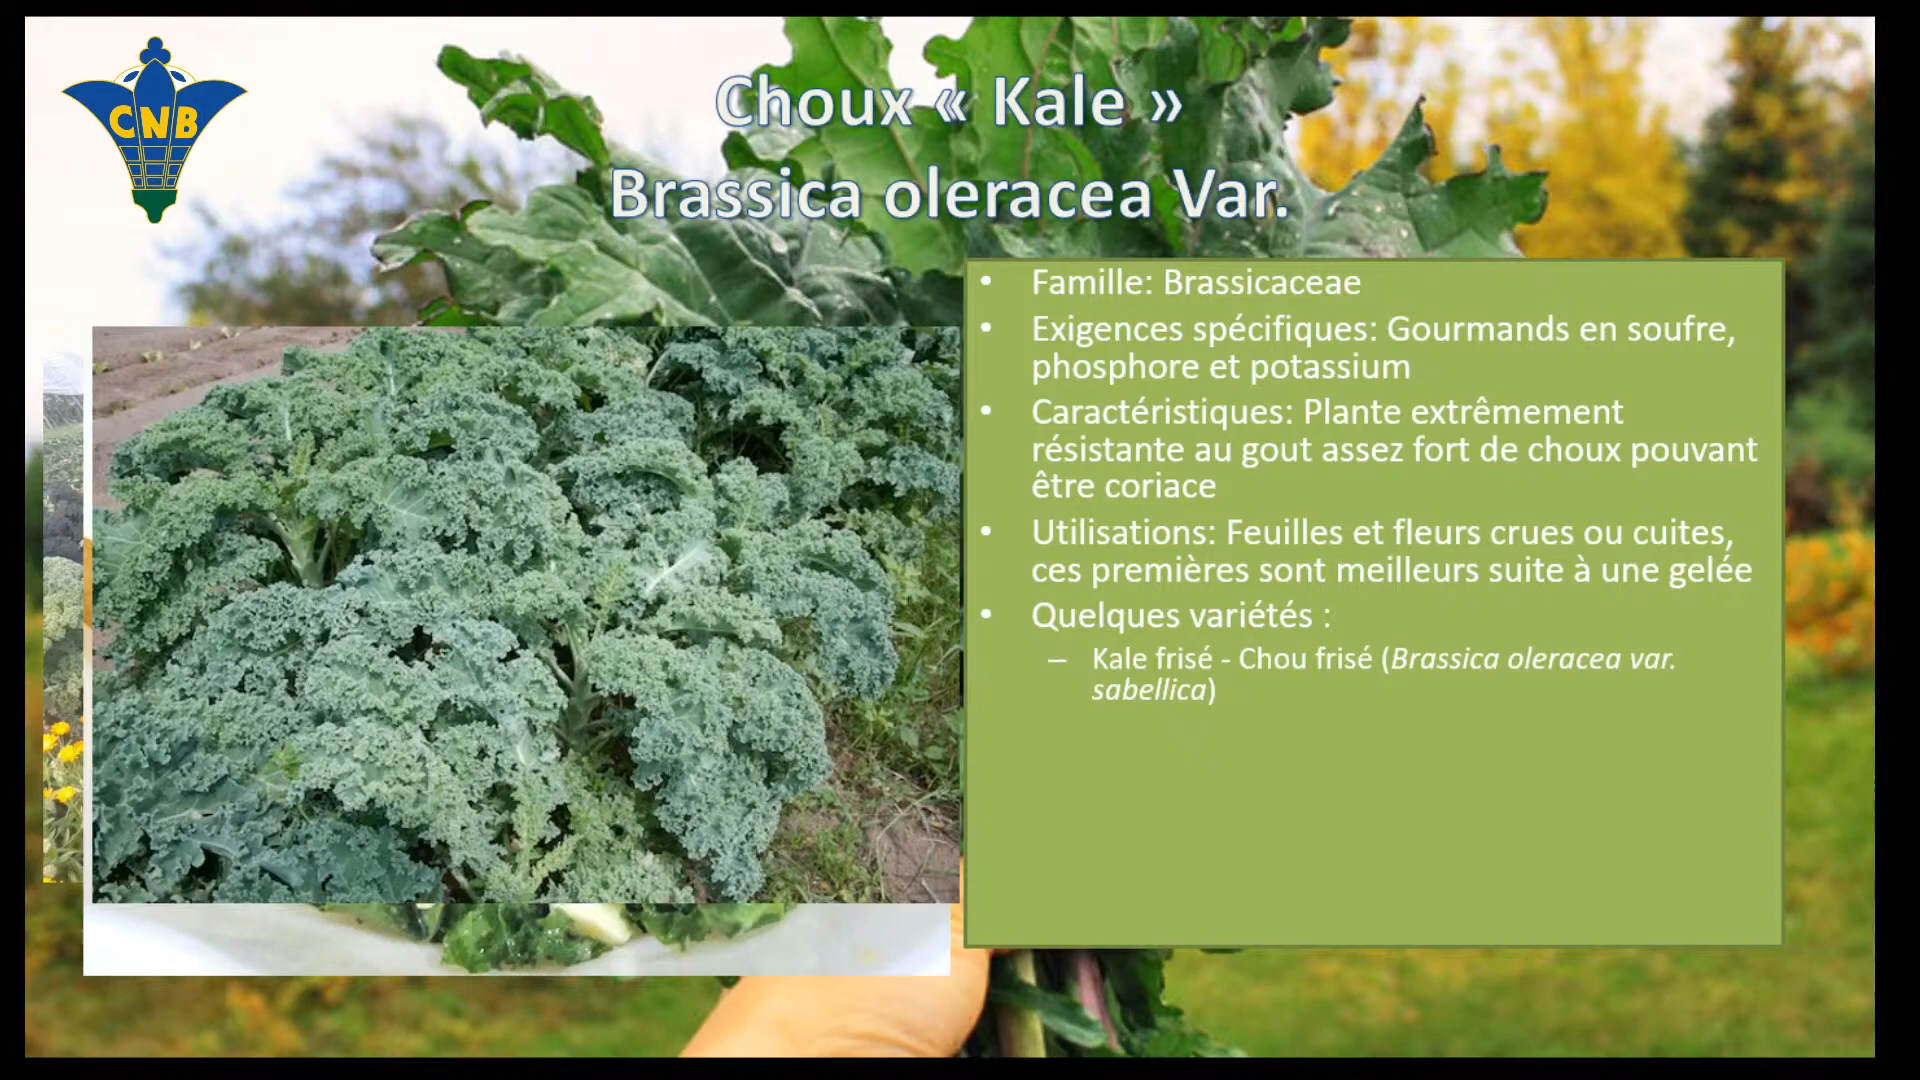 CNB
Choux « Kale »
Brassica oleracea Var.
• Famille: Brassicaceae
• Exigences spécifiques: Gourmands en soufre,
phosphore et potassium
• Caractéristiques: Plante extrêmement
résistante au gout assez fort de choux pouvant
être coriace
• Utilisations: Feuilles et fleurs crues ou cuites,
ces premières sont meilleurs suite à une gelée
• Quelques variétés :
– Kale frisé - Chou frisé (Brassica oleracea var.
sabellica)